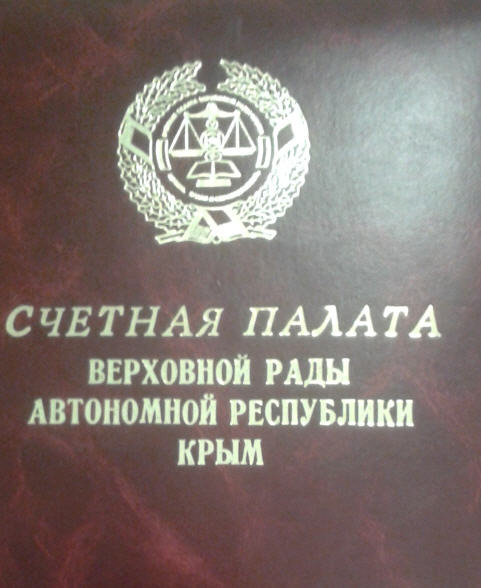 СЧЕТНАЯ ПАЛАТА
ВЕРХОВНОЙ РАДЫ
АВТОНОМНОЙ РЕСПУБЛИКИ
КРЫМ